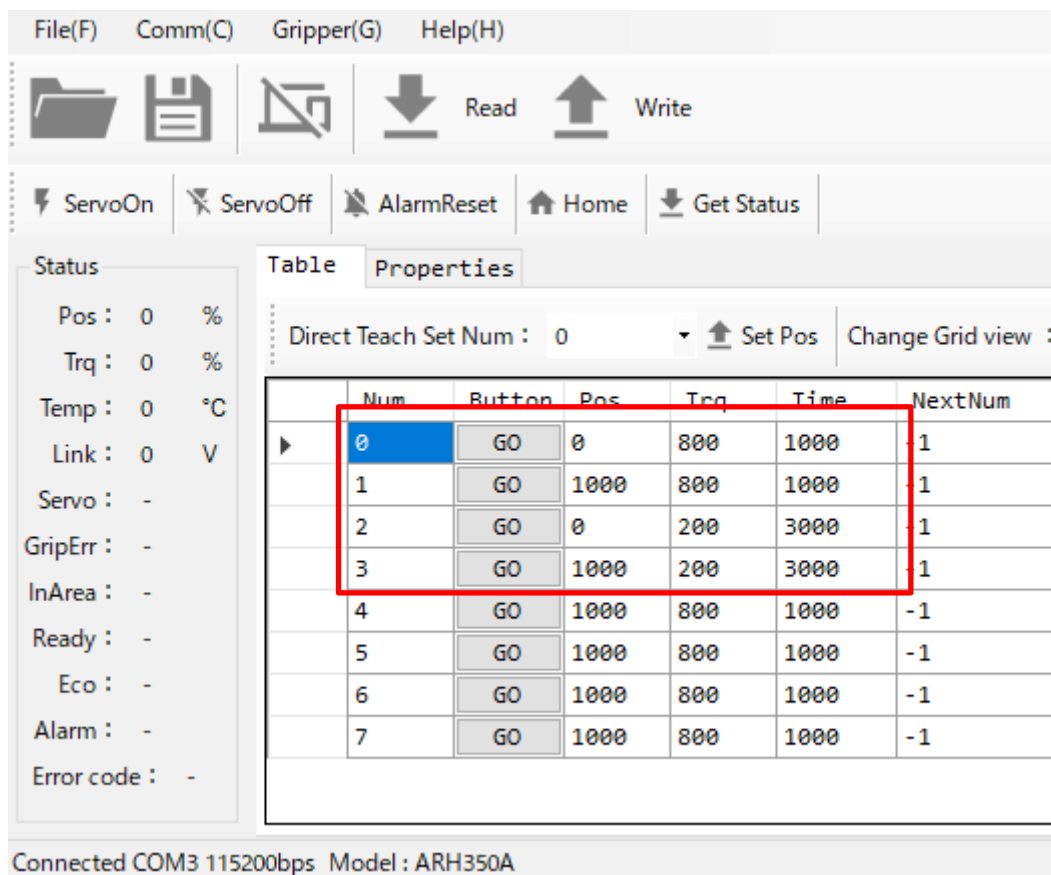 File(F) Comm(C) Gripper(G) Help(H)
Read Write
ServoOn ServoOff AlarmReset Home Get Status
Status
Pos: 0 %
Trq: 0 %
Temp: 0 °C
Link: 0 V
Servo: -
GripErr: -
InArea: -
Ready: -
Eco: -
Alarm: -
Error code: -
Table Properties
Direct Teach Set Num: 0 Set Pos Change Grid view :
Num Button Pos Trq Time NextNum
0 GO 0 800 1000 -1
1 GO 1000 800 1000 -1
2 GO 0 200 3000 -1
3 GO 1000 200 3000 -1
4 GO 1000 800 1000 -1
5 GO 1000 800 1000 -1
6 GO 1000 800 1000 -1
7 GO 1000 800 1000 -1
Connected COM3 115200bps Model : ARH350A